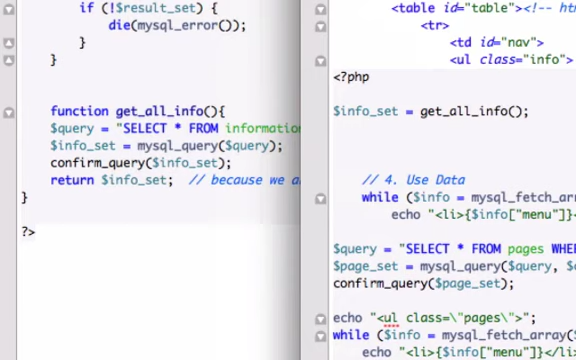 if (!$result_set) {
die(mysql_error());
}
}
function get_all_info(){
$query = "SELECT * FROM information
$info_set = mysql_query($query);
confirm_query($info_set);
return $info_set; // because we a
}
?>
<table id="table"><!-- ht
<tr>
<td id="nav">
<ul class="info">
<?php
$info_set = get_all_info();
// 4. Use Data
while ($info = mysql_fetch_arr
echo "<li>{$info["menu"]}<
$query = "SELECT * FROM pages WHER
$page_set = mysql_query($query, $
confirm_query($page_set);
echo "<ul class=\"pages\">";
while ($info = mysql_fetch_array(
echo "<li>{$info["menu"]}</li